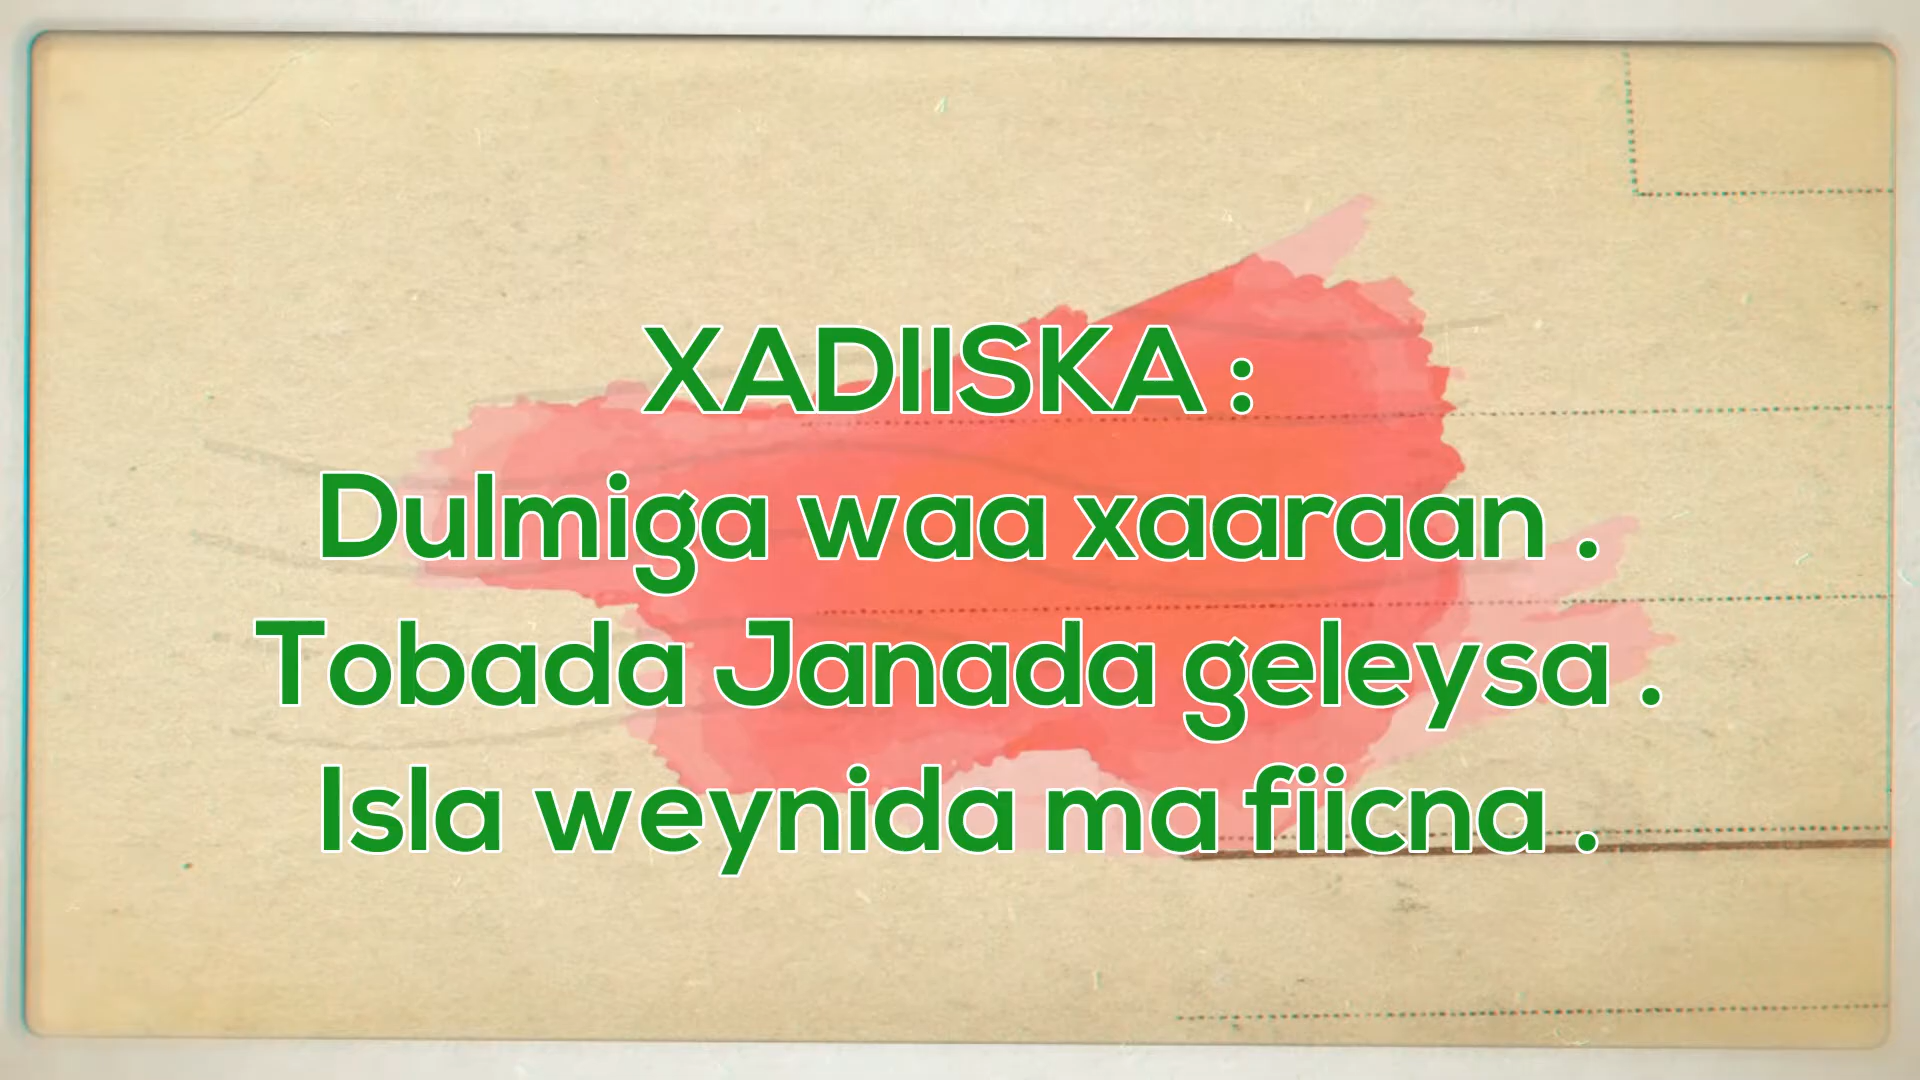 XADIISKA :
Dulmiga waa xaaraan .
Tobada Janada geleysa .
Isla weynida ma fiicna .